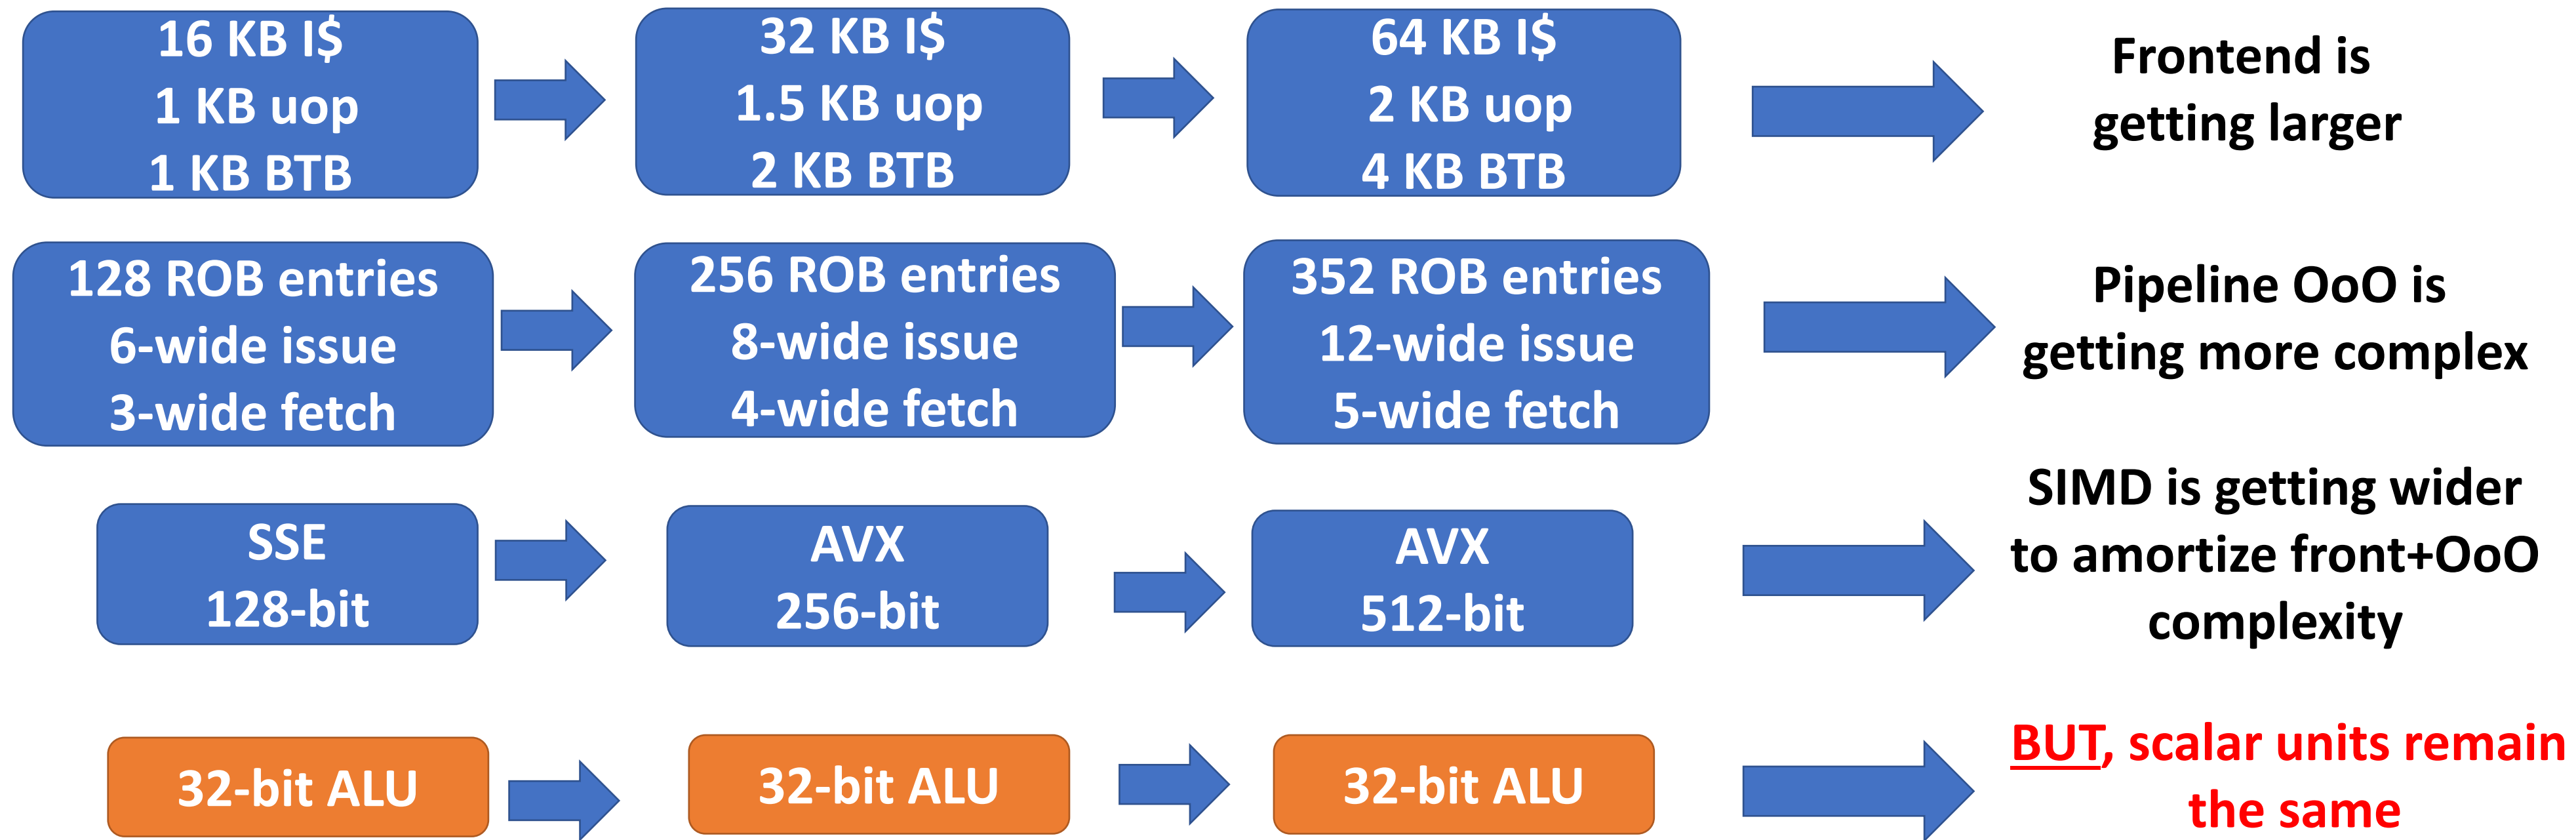 16 KB I$
1 KB uop
1 KB BTB
32 KB I$
1.5 KB uop
2 KB BTB
64 KB I$
2 KB uop
4 KB BTB
Frontend is
getting larger
128 ROB entries
6-wide issue
3-wide fetch
256 ROB entries
8-wide issue
4-wide fetch
352 ROB entries
12-wide issue
5-wide fetch
Pipeline OoO is
getting more complex
SSE
128-bit
AVX
256-bit
AVX
512-bit
SIMD is getting wider
to amortize front+OoO
complexity
32-bit ALU
32-bit ALU
32-bit ALU
BUT, scalar units remain
the same